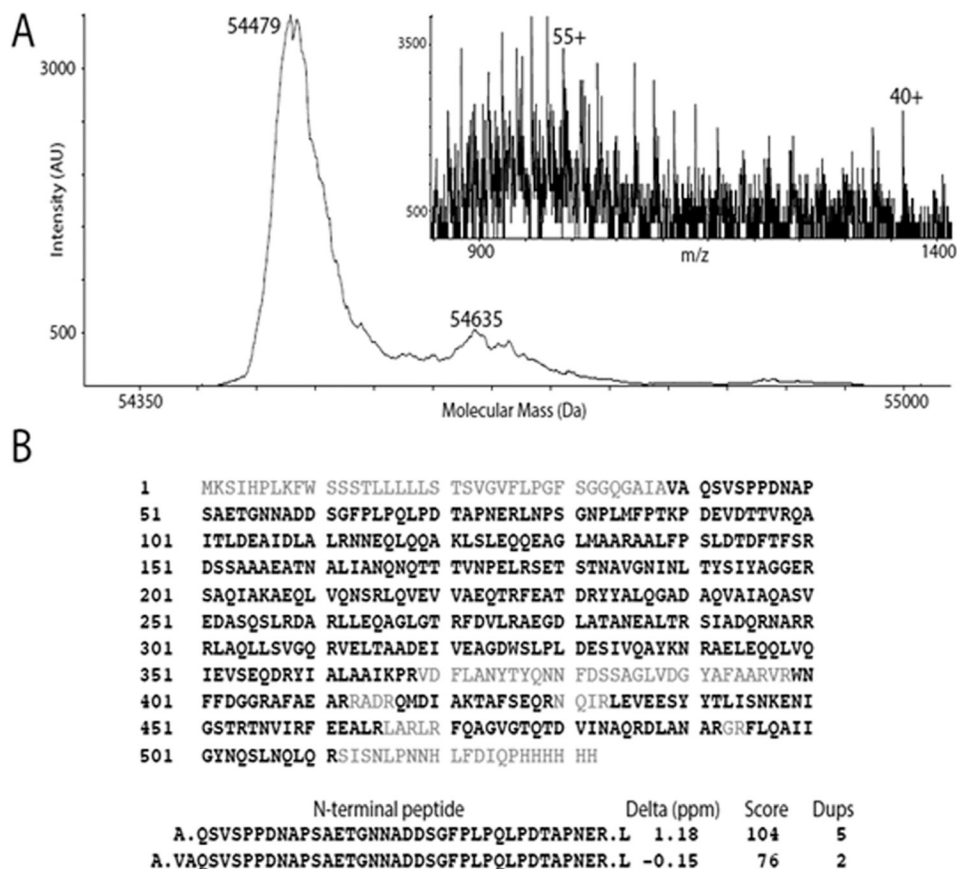 A
54479
3000
Intensity (AU)
500
54635
54350
Molecular Mass (Da)
55000
3500
55+
40+
500
900
m/z
1400
B
1 MKSIHPLKFW SSSTLLLLLS TSVGVFLPGF SGGQGAIAVA QSVSPPDNAP
51 SAETGNNADD SGFPLPQLPD TAPNERLNPS GNPLMFPTKP DEVDTTVRQA
101 ITLDEAIDLA LRNNEQLQQA KLSLEQQEAG LMAARAALFP SLDTDFTFSR
151 DSSAAAEATN ALIANQNQTT TVNPELRSET STNAVGNINL TYSIYAGGER
201 SAQIAKAEQL VQNSRLQVEV VAEQTRFEAT DRYYALQGAD AQVAIAQASV
251 EDASQSLRDA RLLEQAGLGT RFDVLRAEGD LATANEALTR SIADQRNARR
301 RLAQLLSVGQ RVELTAADEI VEAGDWSLPL DESIVQAYKN RAELEQQLVQ
351 IEVSEQDRYI ALAAIKPRVD FLANYTYQNN FDSSAGLVDG YAFAARVRWN
401 FFDGGRAFAE ARRADRQMDI AKTAFSEQRN QIRLEVEESY YTLISNKENI
451 GSTRTNVIRF EEALRLARLR FQAGVGTQTD VINAQRDLAN ARGRFLQAII
501 GYNQSLNQLQ RSISNLPNNH LFDIQPHHHH HH
N-terminal peptide Delta (ppm) Score Dups
A.QSVSPPDNAPSAETGNNADDSGFPLPQLPDTAPNER.L 1.18 104 5
A.VAQSVSPPDNAPSAETGNNADDSGFPLPQLPDTAPNER.L -0.15 76 2